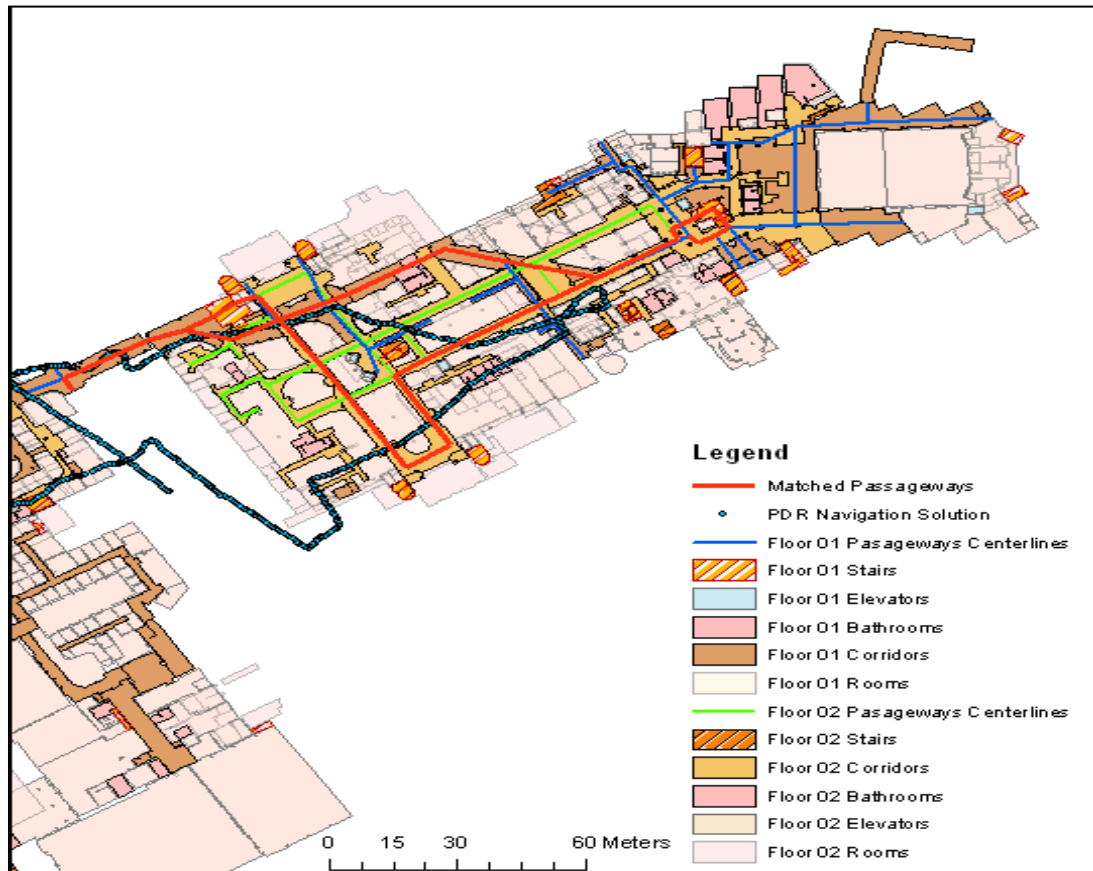 Legend
Matched Passageways
PDR Navigation Solution
Floor 01 Pasageways Centerlines
Floor 01 Stairs
Floor 01 Elevators
Floor 01 Bathrooms
Floor 01 Corridors
Floor 01 Rooms
Floor 02 Pasageways Centerlines
Floor 02 Stairs
Floor 02 Corridors
Floor 02 Bathrooms
Floor 02 Elevators
Floor 02 Rooms
0 15 30 60 Meters